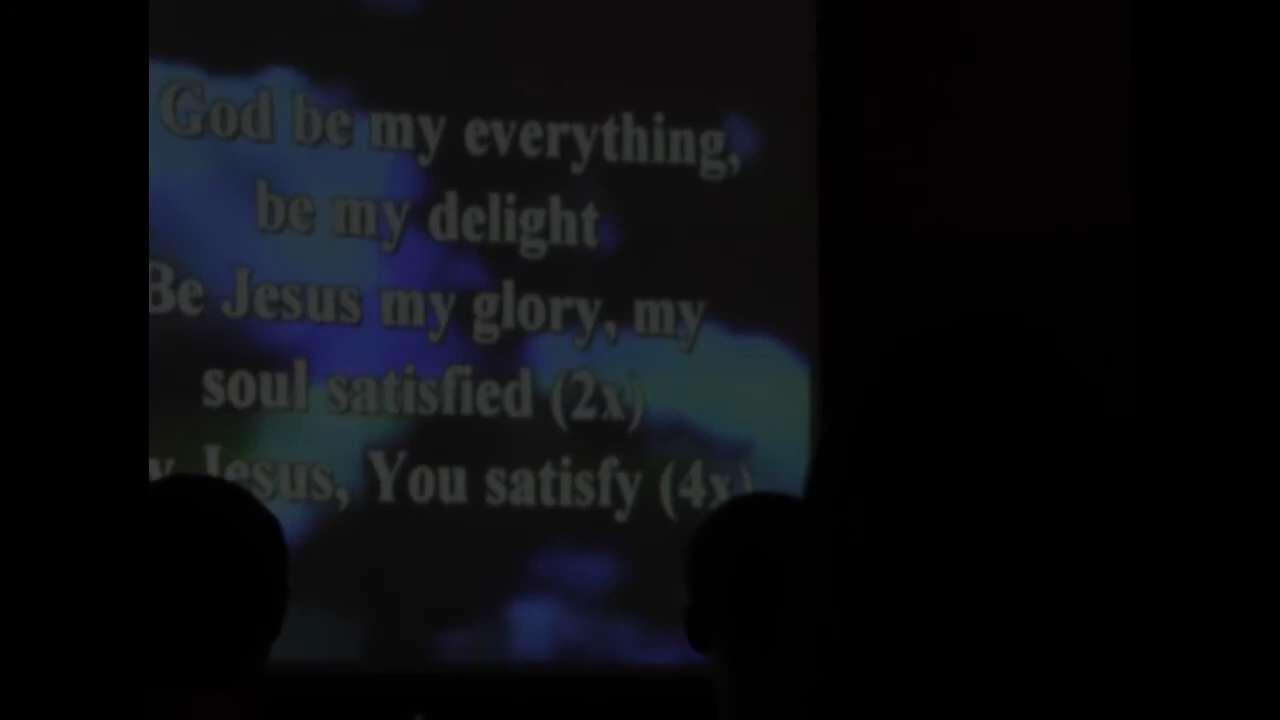 God be my everything,
be my delight
Be Jesus my glory, my
soul satisfied (2x)
Jesus, You satisfy (4x)